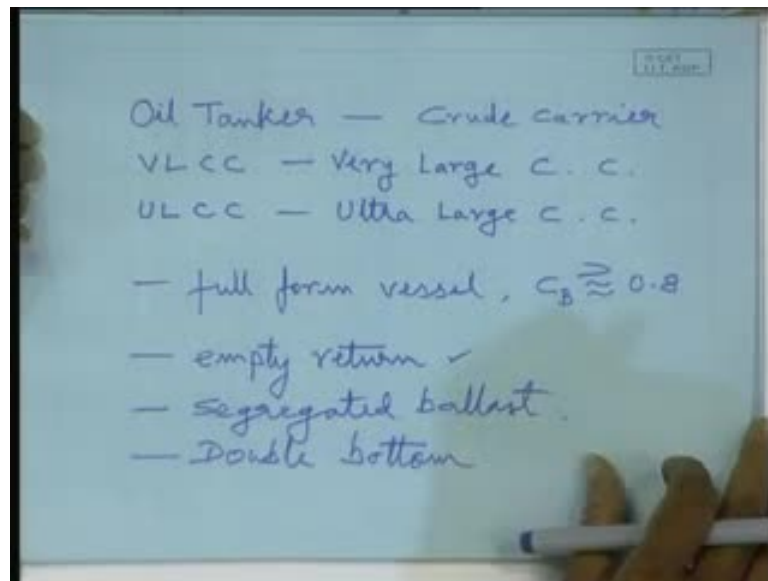 Oil Tanker — Crude carrier
VLCC — Very Large C. C.
ULCC — Ultra Large C. C.
— full form vessel, C_B ⪆ 0.8
— empty return ✓
— segregated ballast.
— Double bottom